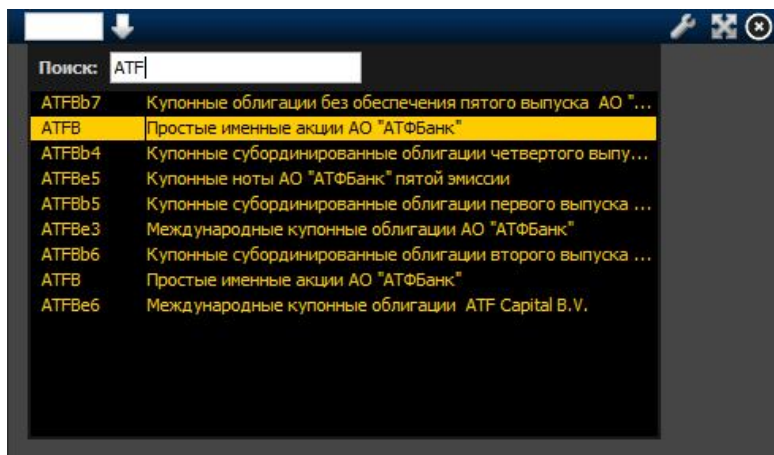 Поиск: ATF
ATFBb7 Купонные облигации без обеспечения пятого выпуска АО "...
ATFB Простые именные акции АО "АТФБанк"
ATFBb4 Купонные субординированные облигации четвертого выпу...
ATFBe5 Купонные ноты АО "АТФБанк" пятой эмиссии
ATFBb5 Купонные субординированные облигации первого выпуска ...
ATFBe3 Международные купонные облигации АО "АТФБанк"
ATFBb6 Купонные субординированные облигации второго выпуска ...
ATFB Простые именные акции АО "АТФБанк"
ATFBe6 Международные купонные облигации ATF Capital B.V.